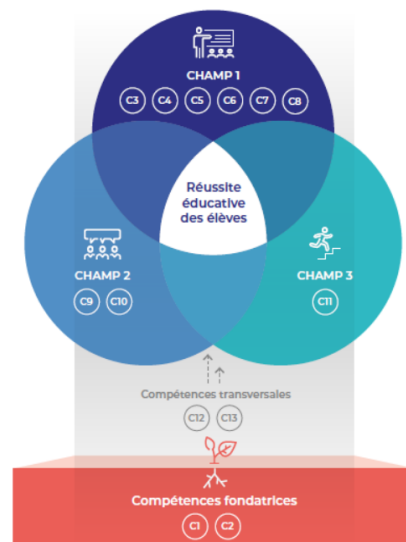 CHAMP 1
C3 C4 C5 C6 C7 C8
Réussite
éducative
des élèves
CHAMP 2
C9 C10
CHAMP 3
C11
Compétences transversales
C12 C13
Compétences fondatrices
C1 C2